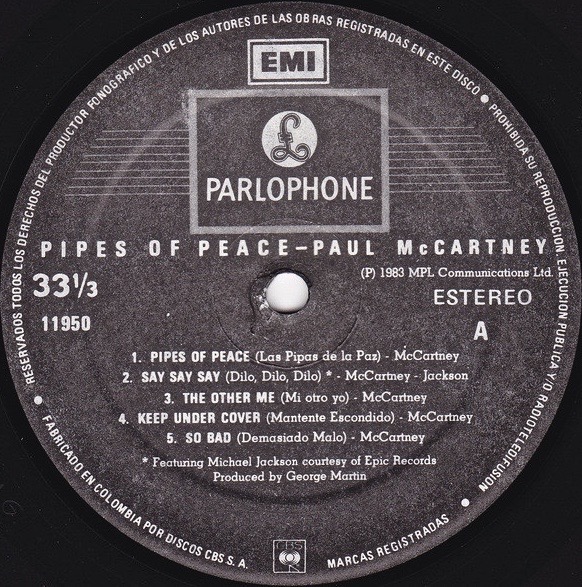 RESERVADOS TODOS LOS DERECHOS DEL PRODUCTOR FONOGRAFICO Y DE LOS AUTORES DE LAS OBRAS REGISTRADAS EN ESTE DISCO ● PROHIBIDA SU REPRODUCCION, EJECUCION PUBLICA Y/O RADIOTELEDIFUSION ●
EMI
£
PARLOPHONE
PIPES OF PEACE–PAUL McCARTNEY
(P) 1983 MPL Communications Ltd.
33 1/3
ESTEREO
11950
A
1. PIPES OF PEACE (Las Pipas de la Paz) - McCartney
2. SAY SAY SAY (Dilo, Dilo, Dilo) * - McCartney - Jackson
3. THE OTHER ME (Mi otro yo) - McCartney
4. KEEP UNDER COVER (Mantente Escondido) - McCartney
5. SO BAD (Demasiado Malo) - McCartney
* Featuring Michael Jackson courtesy of Epic Records
Produced by George Martin
● FABRICADO EN COLOMBIA POR DISCOS CBS S.A.
CBS
MARCAS REGISTRADAS ●